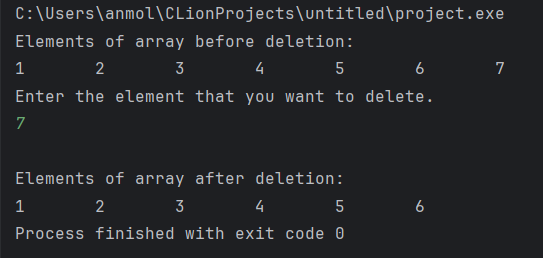 C:\Users\anmol\CLionProjects\untitled\project.exe
Elements of array before deletion:
1 2 3 4 5 6 7
Enter the element that you want to delete.
7
Elements of array after deletion:
1 2 3 4 5 6
Process finished with exit code 0